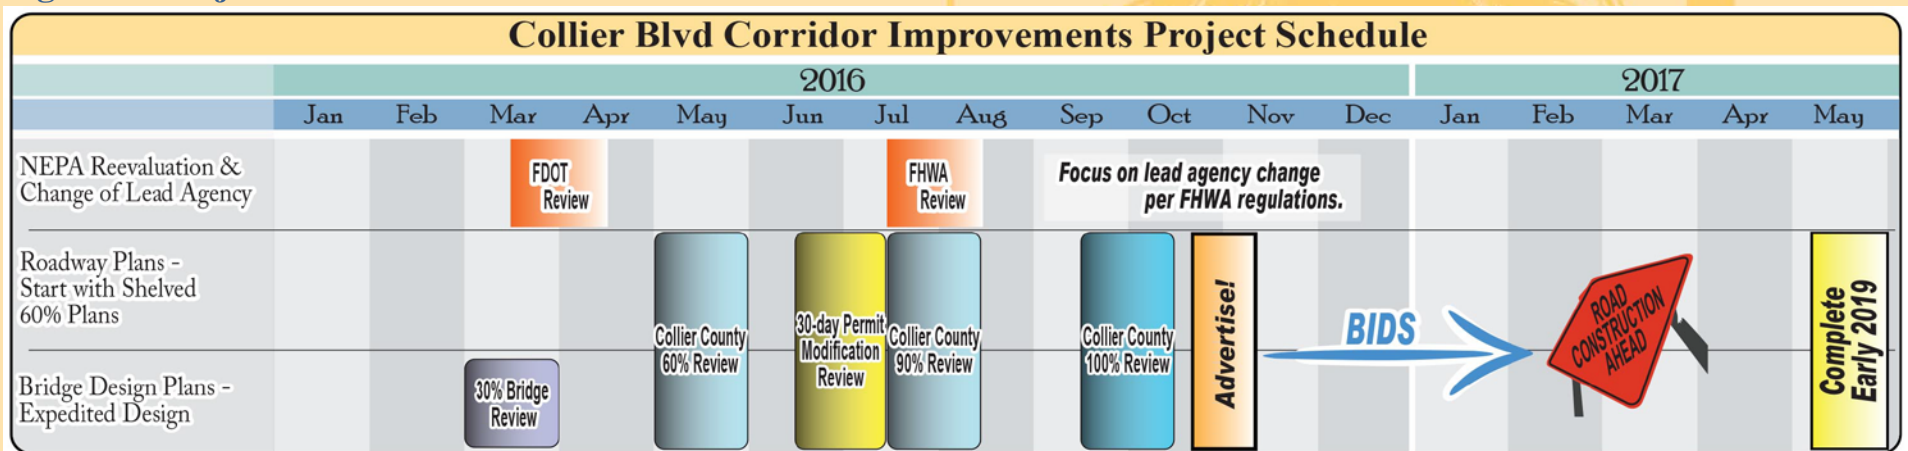 Collier Blvd Corridor Improvements Project Schedule
2016
2017
Jan
Feb
Mar
Apr
May
Jun
Jul
Aug
Sep
Oct
Nov
Dec
Jan
Feb
Mar
Apr
May
NEPA Reevaluation &
Change of Lead Agency
FDOT
Review
FHWA
Review
Focus on lead agency change
per FHWA regulations.
Roadway Plans -
Start with Shelved
60% Plans
Bridge Design Plans -
Expedited Design
30% Bridge
Review
Collier County
60% Review
30-day Permit
Modification
Review
Collier County
90% Review
Collier County
100% Review
Advertise!
BIDS
ROAD
CONSTRUCTION
AHEAD
Complete
Early 2019